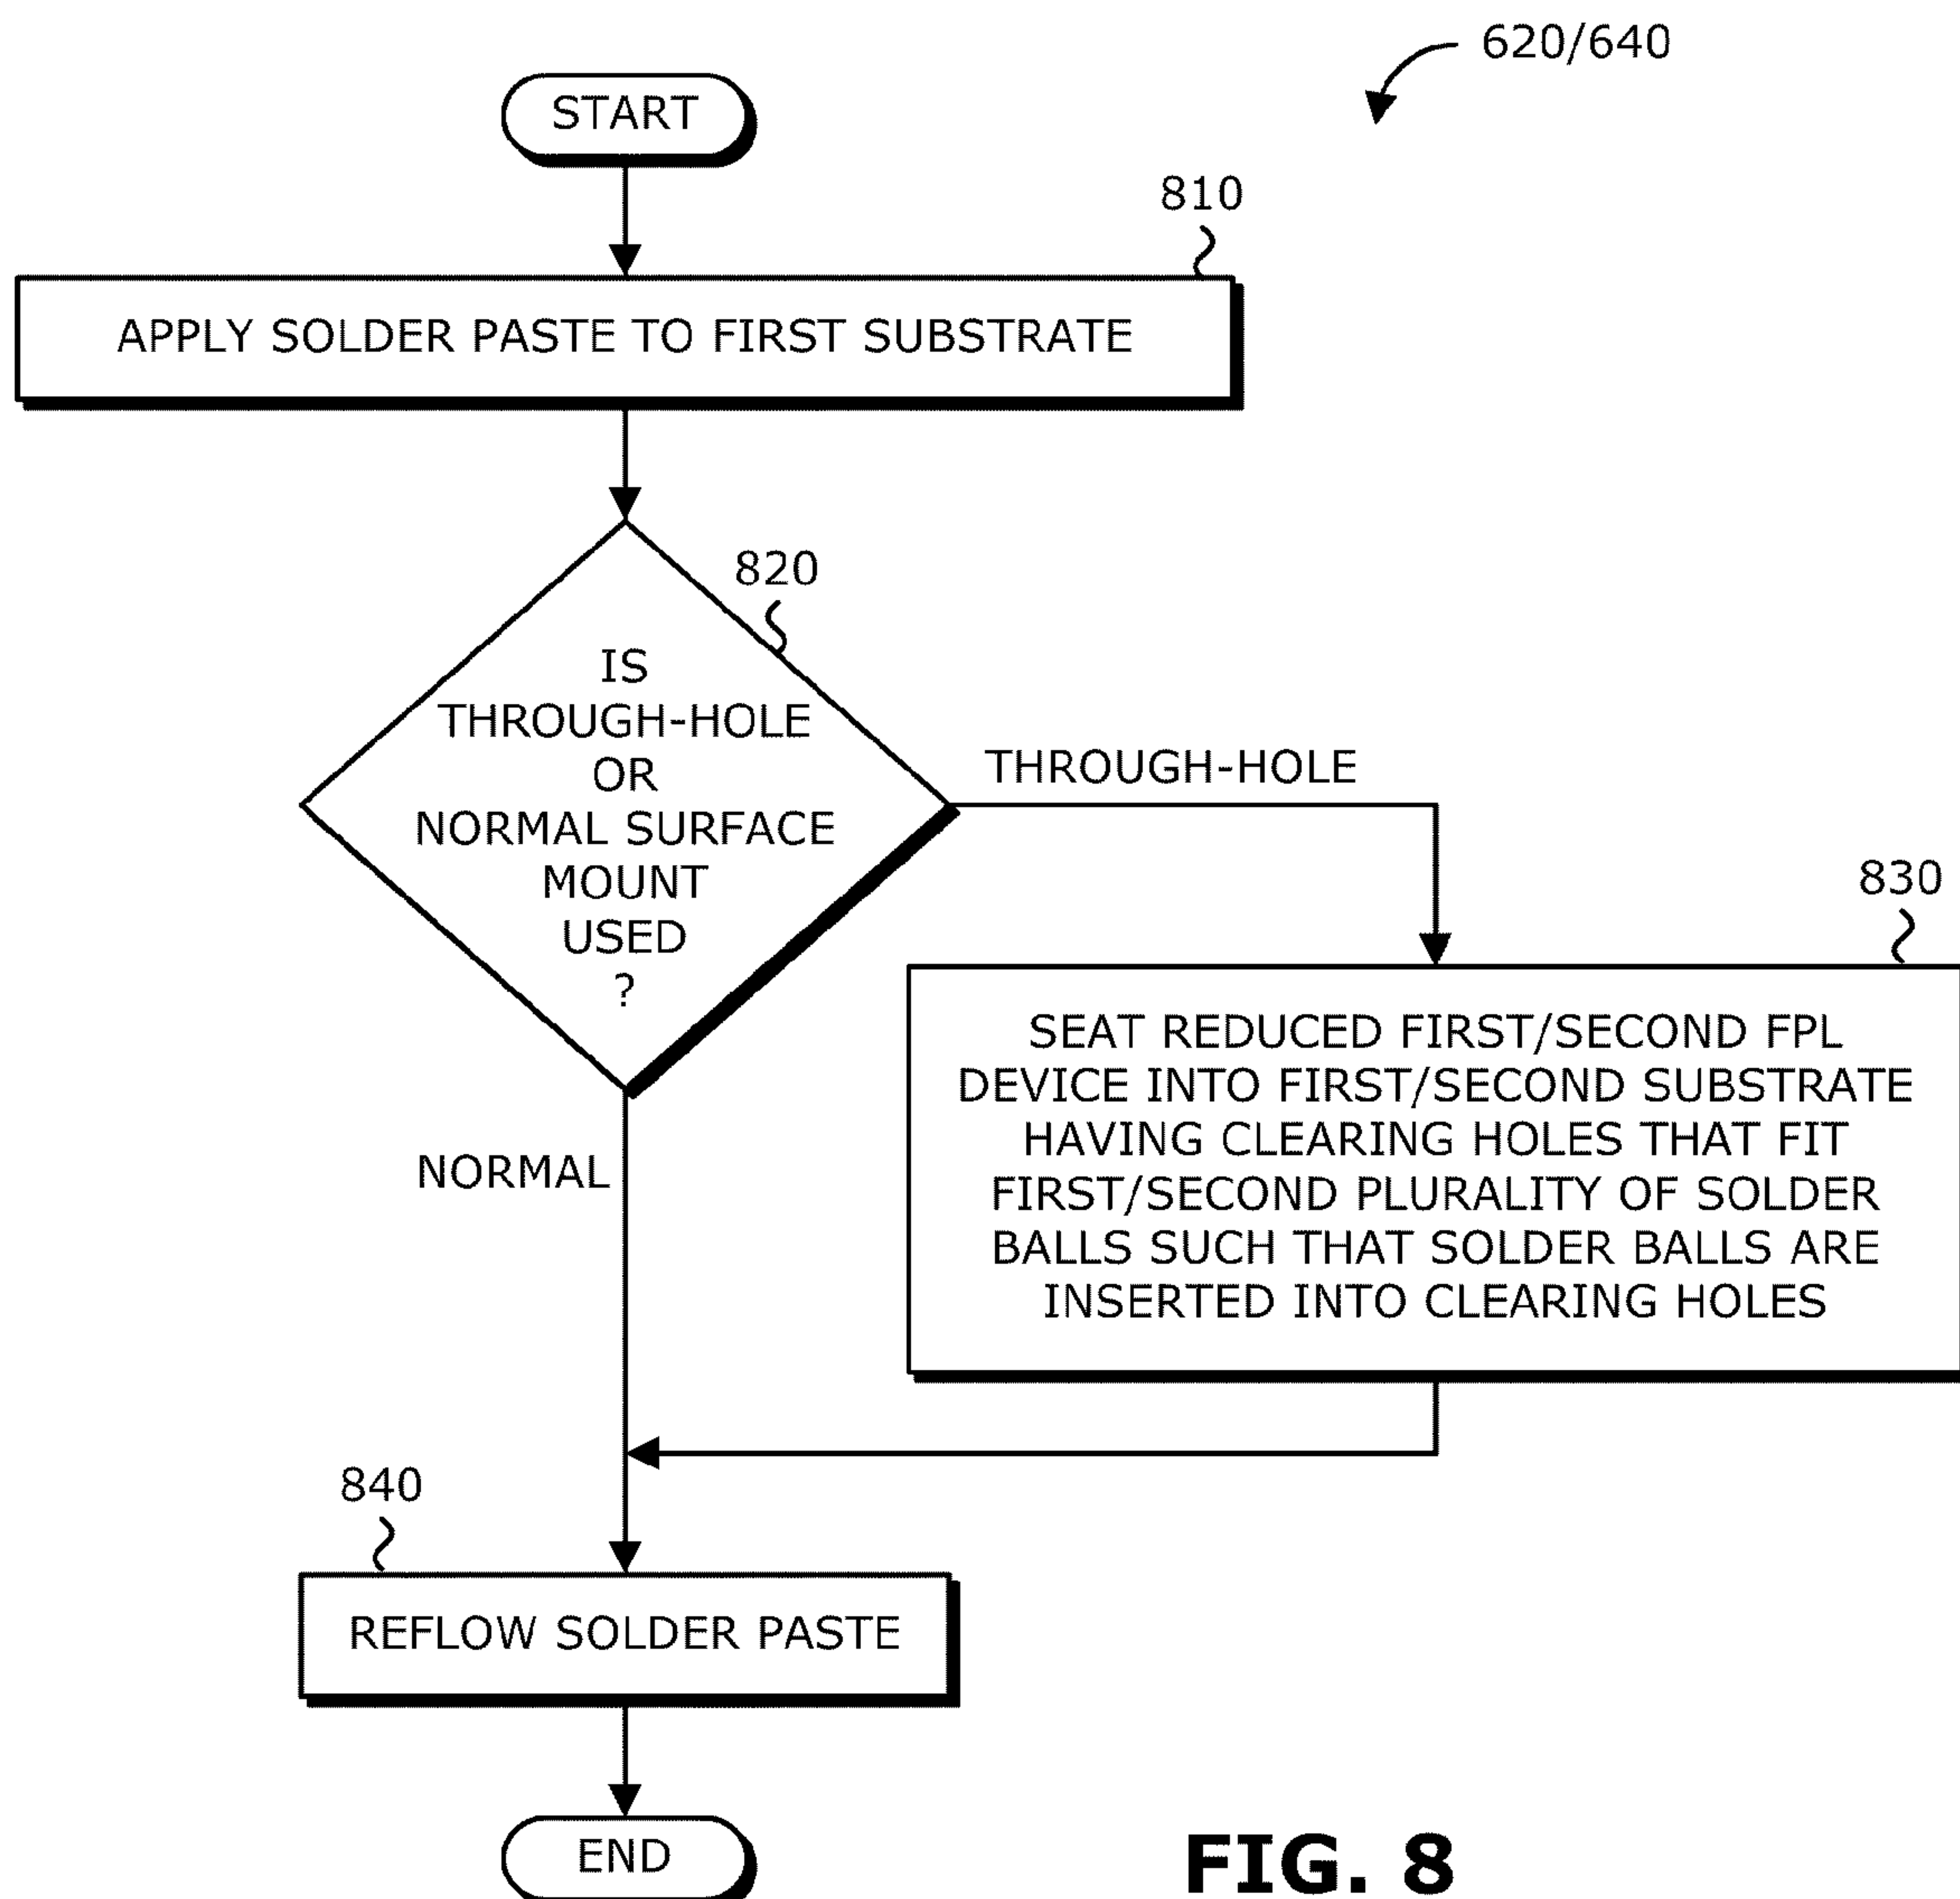 620/640
START
810
APPLY SOLDER PASTE TO FIRST SUBSTRATE
820
IS
THROUGH-HOLE
OR
NORMAL SURFACE
MOUNT
USED
?
THROUGH-HOLE
830
SEAT REDUCED FIRST/SECOND FPL
DEVICE INTO FIRST/SECOND SUBSTRATE
HAVING CLEARING HOLES THAT FIT
FIRST/SECOND PLURALITY OF SOLDER
BALLS SUCH THAT SOLDER BALLS ARE
INSERTED INTO CLEARING HOLES
NORMAL
840
REFLOW SOLDER PASTE
END
FIG. 8